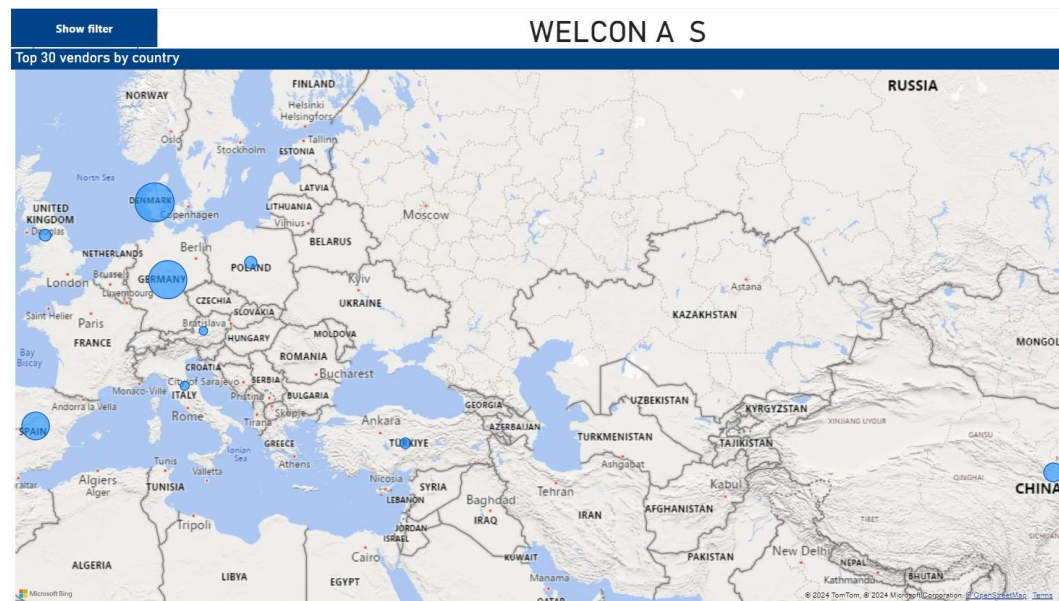 Show filter
WELCON A S
Top 30 vendors by country
NORWAY
FINLAND
RUSSIA
Helsinki
Helsingfors
Oslo
Stockholm
Tallinn
ESTONIA
North Sea
LATVIA
DENMARK
UNITED
KINGDOM
Copenhagen
LITHUANIA
Moscow
Douglas
Vilnius
BELARUS
NETHERLANDS
Berlin
POLAND
London
Brussels
GERMANY
Kyiv
Astana
Luxembourg
CZECHIA
UKRAINE
Saint Helier
Paris
SLOVAKIA
KAZAKHSTAN
Bratislava
FRANCE
HUNGARY
MOLDOVA
MONGOL
Bay
Biscay
ROMANIA
CROATIA
Bucharest
City of Sarajevo
SERBIA
Monaco-Ville
ITALY
Pristina
BULGARIA
UZBEKISTAN
Andorra la Vella
Rome
Skopje
GEORGIA
KYRGYZSTAN
Tirana
Ankara
AZERBAIJAN
XINJIANG UYGUR
SPAIN
GREECE
TÜRKIYE
TURKMENISTAN
TAJIKISTAN
GANSU
Ionian
Sea
Tunis
Valletta
Athens
Ashgabat
Algiers
Alger
TUNISIA
Nicosia
SYRIA
Tehran
Kabul
QINGHAI
CHINA
LEBANON
Baghdad
AFGHANISTAN
IRAQ
IRAN
Tripoli
JORDAN
ISRAEL
TIBET
SICHUAN
Cairo
KUWAIT
PAKISTAN
New Delhi
NEPAL
ALGERIA
LIBYA
EGYPT
Manama
Kathmandu
BHUTAN
QATAR
Microsoft Bing
© 2024 TomTom, © 2024 Microsoft Corporation, © OpenStreetMap Terms